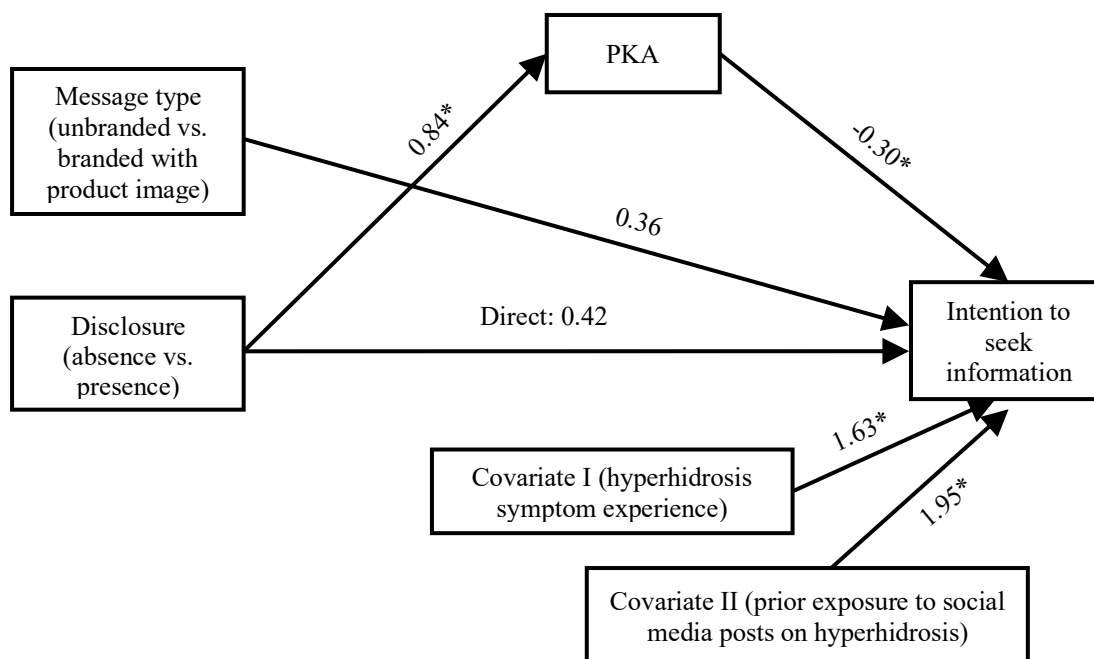 PKA
Message type
(unbranded vs.
branded with
product image)
0.84*
-0.30*
0.36
Disclosure
(absence vs.
presence)
Direct: 0.42
Intention to
seek
information
Covariate I (hyperhidrosis
symptom experience)
1.63*
1.95*
Covariate II (prior exposure to social
media posts on hyperhidrosis)